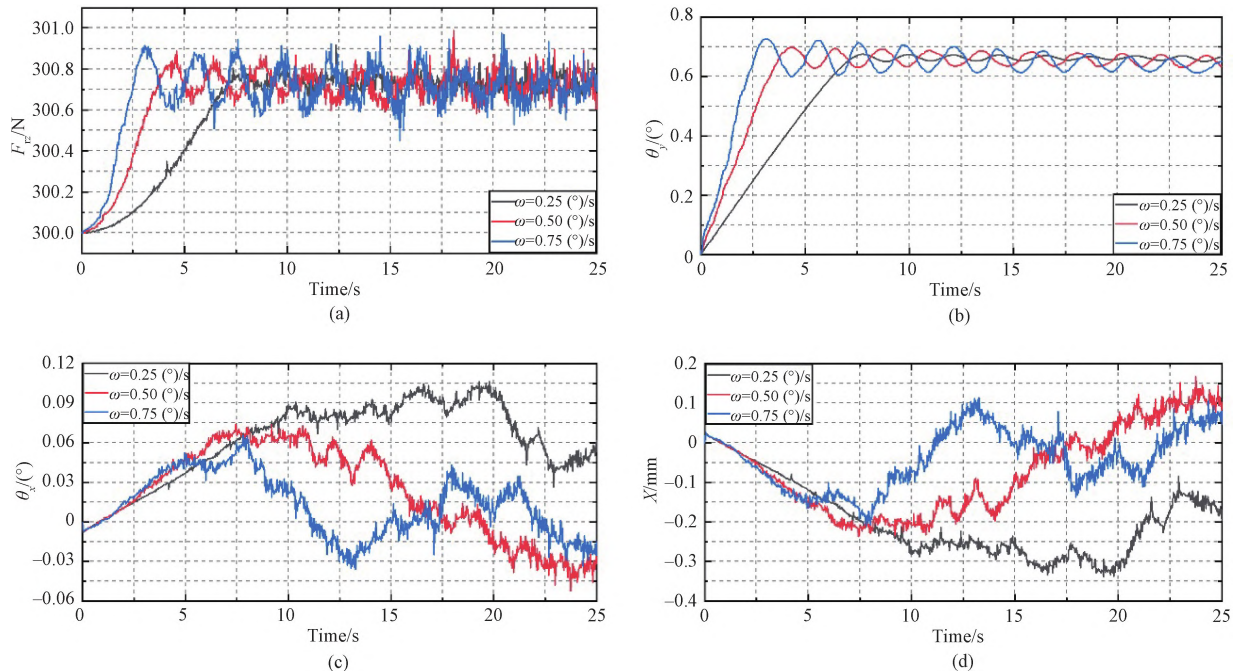 301.0
300.8
300.6
300.4
300.2
300.0
F_rz/N
ω=0.25 (°)/s
ω=0.50 (°)/s
ω=0.75 (°)/s
0 5 10 15 20 25
Time/s
(a)
0.8
0.6
0.4
0.2
0
θ_y/(°)
ω=0.25 (°)/s
ω=0.50 (°)/s
ω=0.75 (°)/s
0 5 10 15 20 25
Time/s
(b)
0.12
0.09
0.06
0.03
0
−0.03
−0.06
θ_x/(°)
ω=0.25 (°)/s
ω=0.50 (°)/s
ω=0.75 (°)/s
0 5 10 15 20 25
Time/s
(c)
0.2
0.1
0
−0.1
−0.2
−0.3
−0.4
X/mm
ω=0.25 (°)/s
ω=0.50 (°)/s
ω=0.75 (°)/s
0 5 10 15 20 25
Time/s
(d)